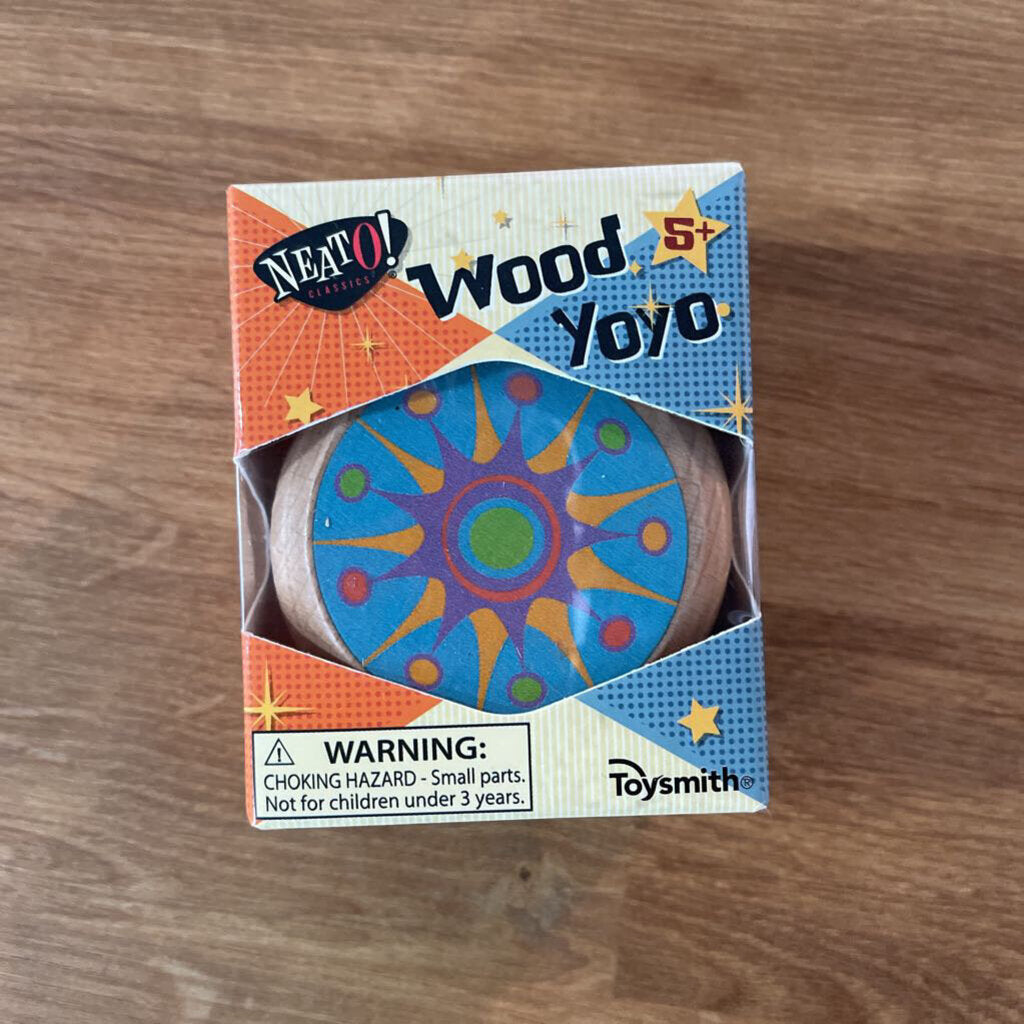 NEATO!
CLASSICS®
Wood
Yoyo
5+
WARNING:
CHOKING HAZARD - Small parts.
Not for children under 3 years.
Toysmith®